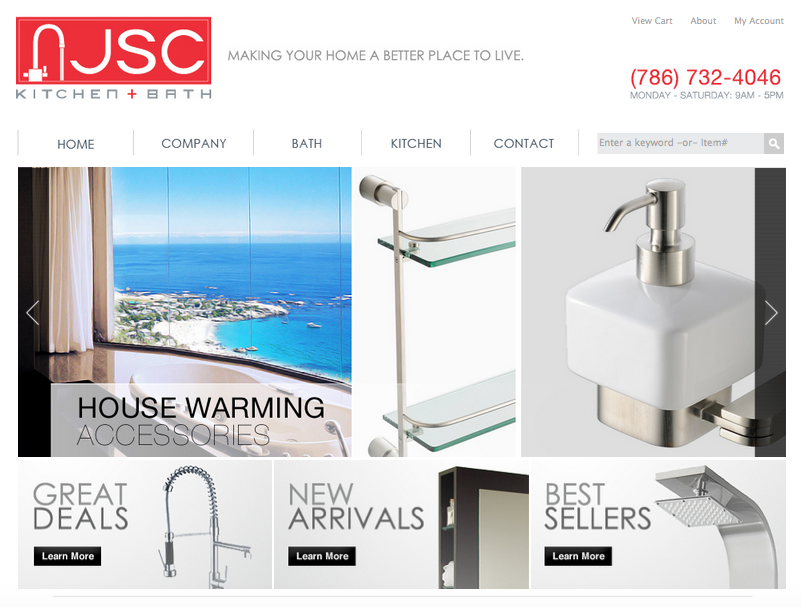 View Cart About My Account
JSC
KITCHEN + BATH
MAKING YOUR HOME A BETTER PLACE TO LIVE.
(786) 732-4046
MONDAY - SATURDAY: 9AM - 5PM
HOME COMPANY BATH KITCHEN CONTACT
Enter a keyword -or- Item#
HOUSE WARMING
ACCESSORIES
GREAT
DEALS
Learn More
NEW
ARRIVALS
Learn More
BEST
SELLERS
Learn More